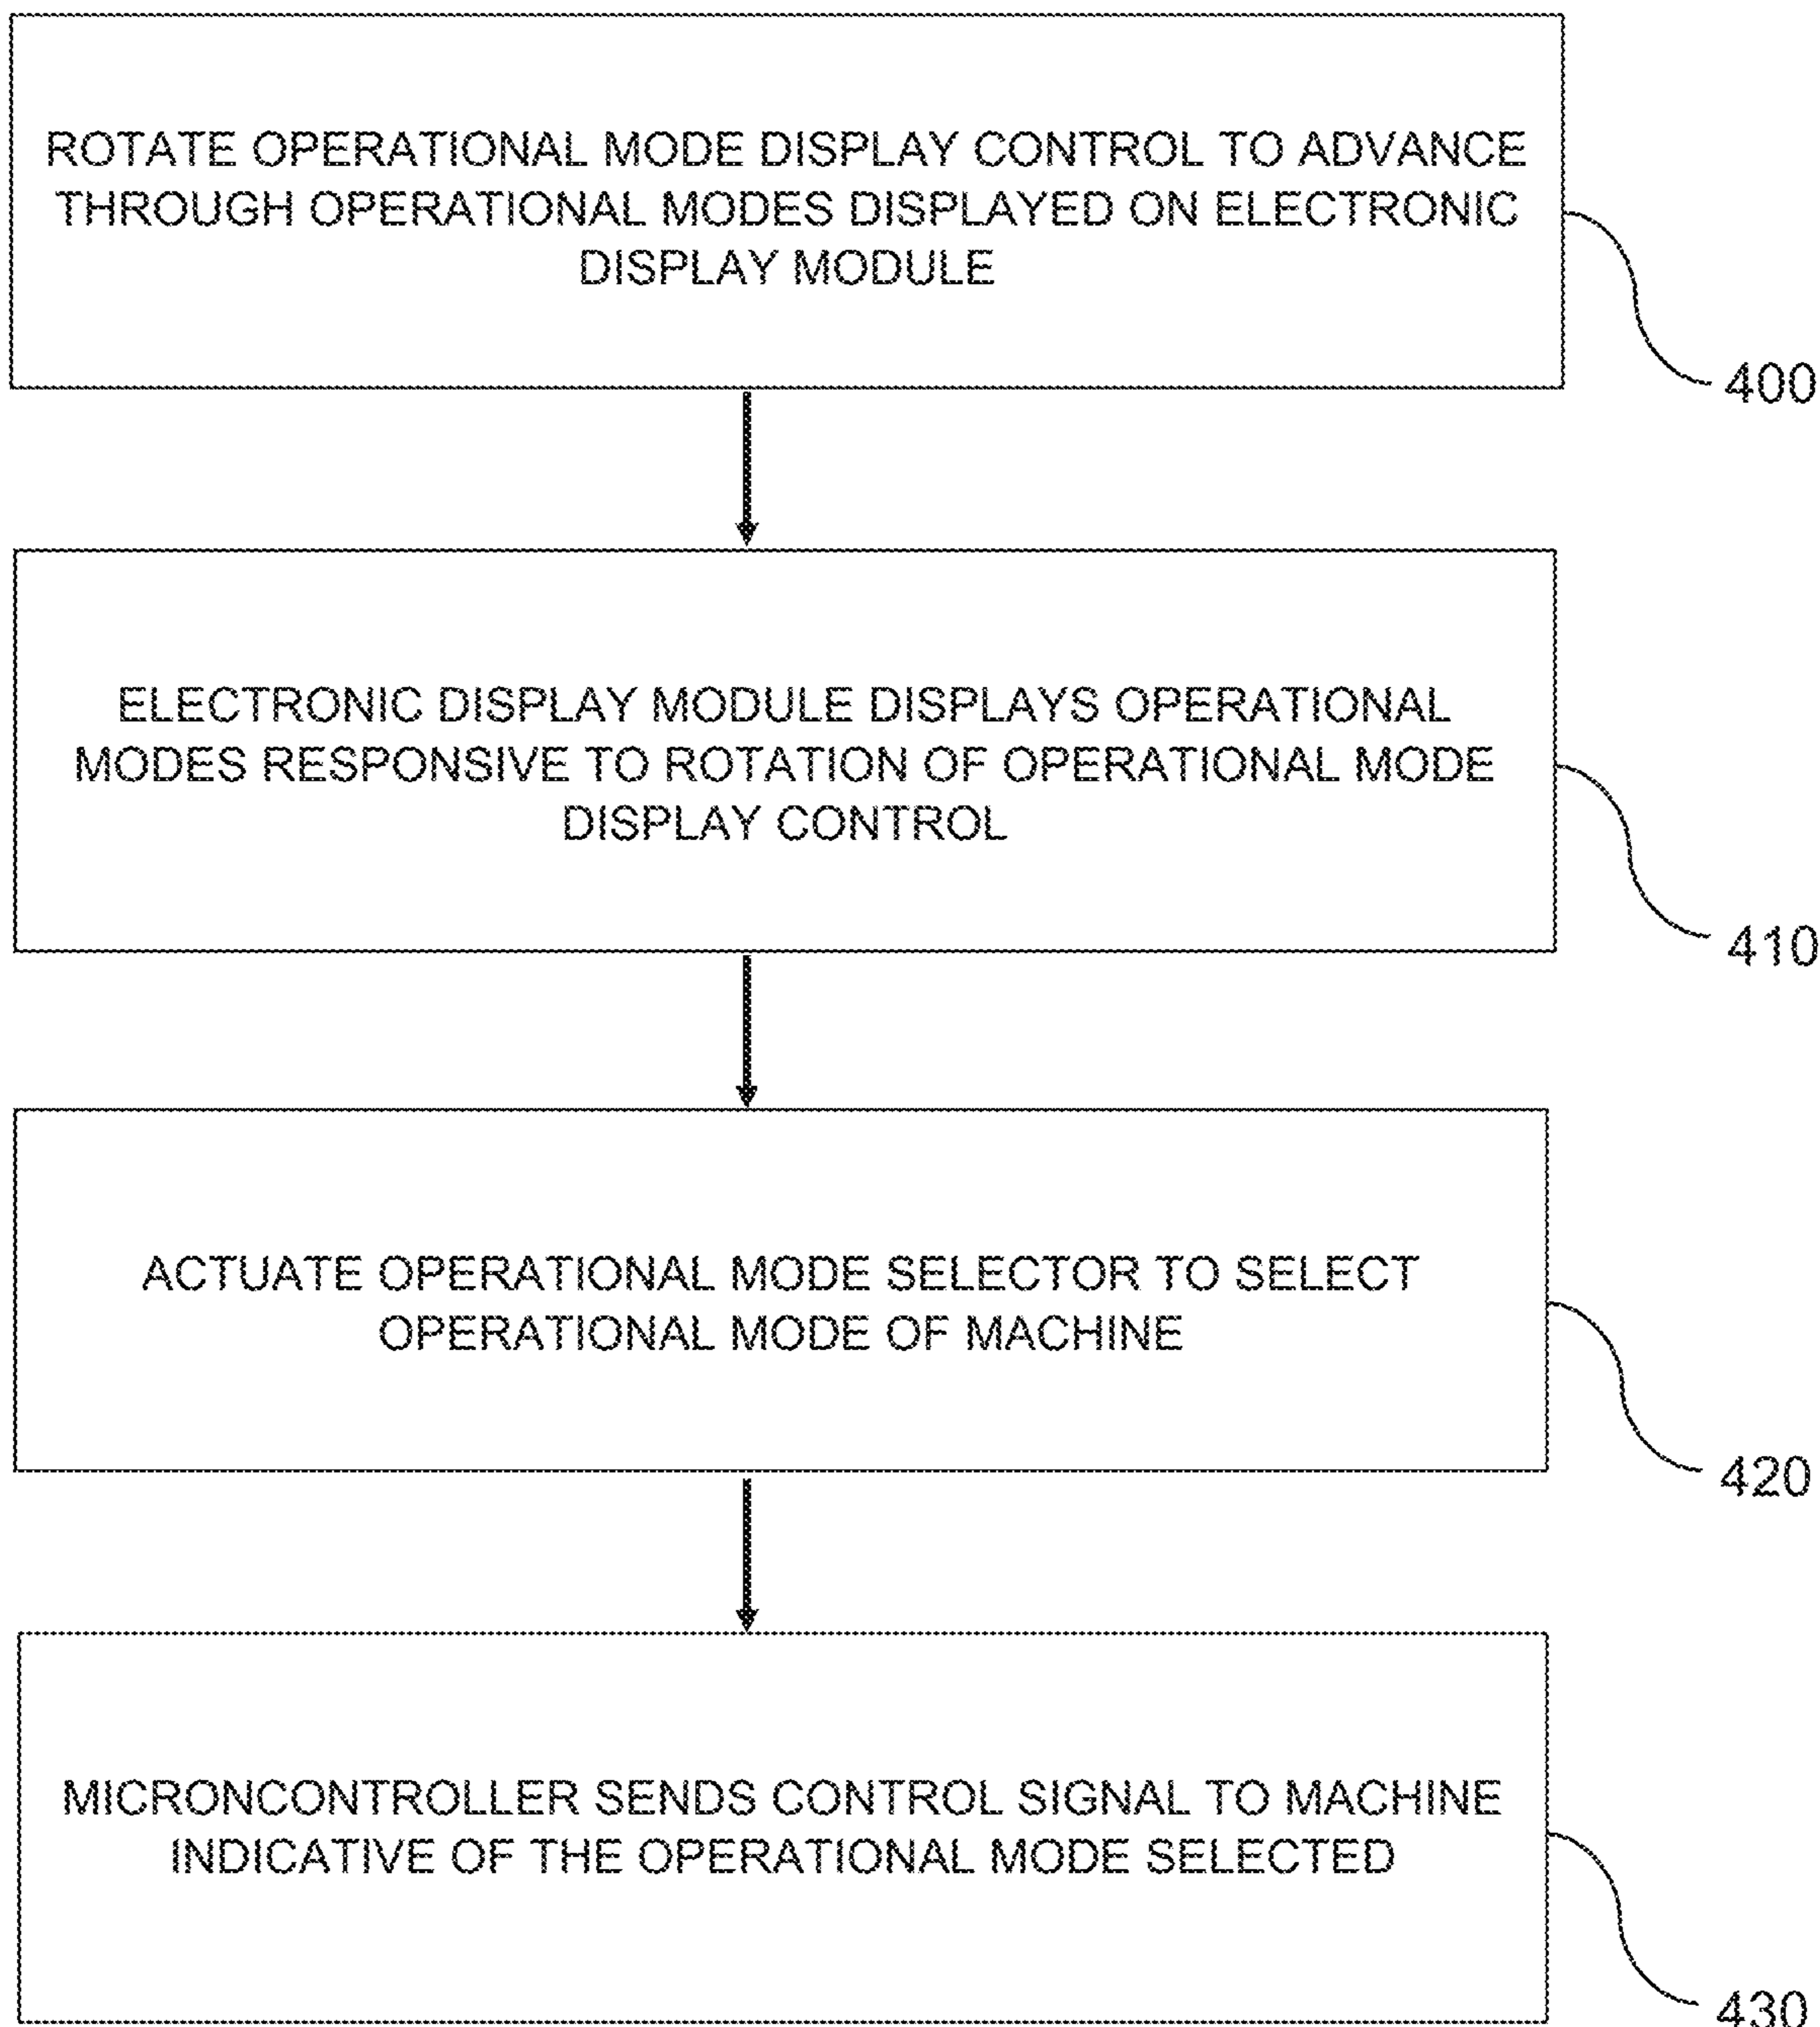 ROTATE OPERATIONAL MODE DISPLAY CONTROL TO ADVANCE
THROUGH OPERATIONAL MODES DISPLAYED ON ELECTRONIC
DISPLAY MODULE
400
ELECTRONIC DISPLAY MODULE DISPLAYS OPERATIONAL
MODES RESPONSIVE TO ROTATION OF OPERATIONAL MODE
DISPLAY CONTROL
410
ACTUATE OPERATIONAL MODE SELECTOR TO SELECT
OPERATIONAL MODE OF MACHINE
420
MICRONCONTROLLER SENDS CONTROL SIGNAL TO MACHINE
INDICATIVE OF THE OPERATIONAL MODE SELECTED
430